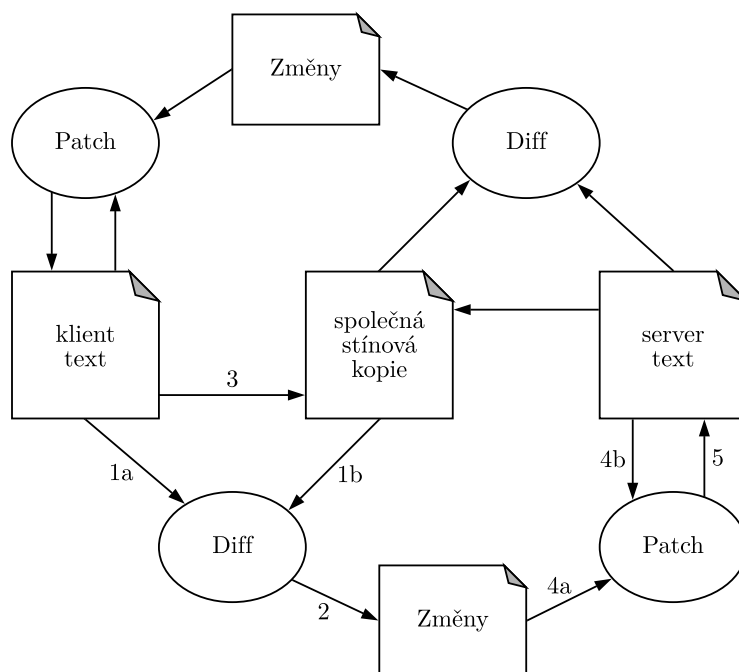 Změny
Patch
Diff
klient
text
společná
stínová
kopie
server
text
3
1a
1b
4b
5
Diff
Patch
2
Změny
4a